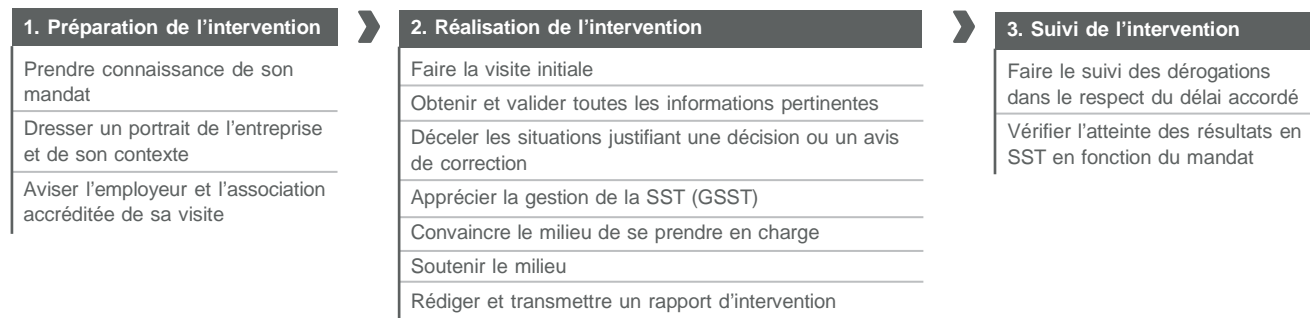 1. Préparation de l’intervention
Prendre connaissance de son
mandat
Dresser un portrait de l’entreprise
et de son contexte
Aviser l’employeur et l’association
accréditée de sa visite
2. Réalisation de l’intervention
Faire la visite initiale
Obtenir et valider toutes les informations pertinentes
Déceler les situations justifiant une décision ou un avis
de correction
Apprécier la gestion de la SST (GSST)
Convaincre le milieu de se prendre en charge
Soutenir le milieu
Rédiger et transmettre un rapport d’intervention
3. Suivi de l’intervention
Faire le suivi des dérogations
dans le respect du délai accordé
Vérifier l’atteinte des résultats en
SST en fonction du mandat